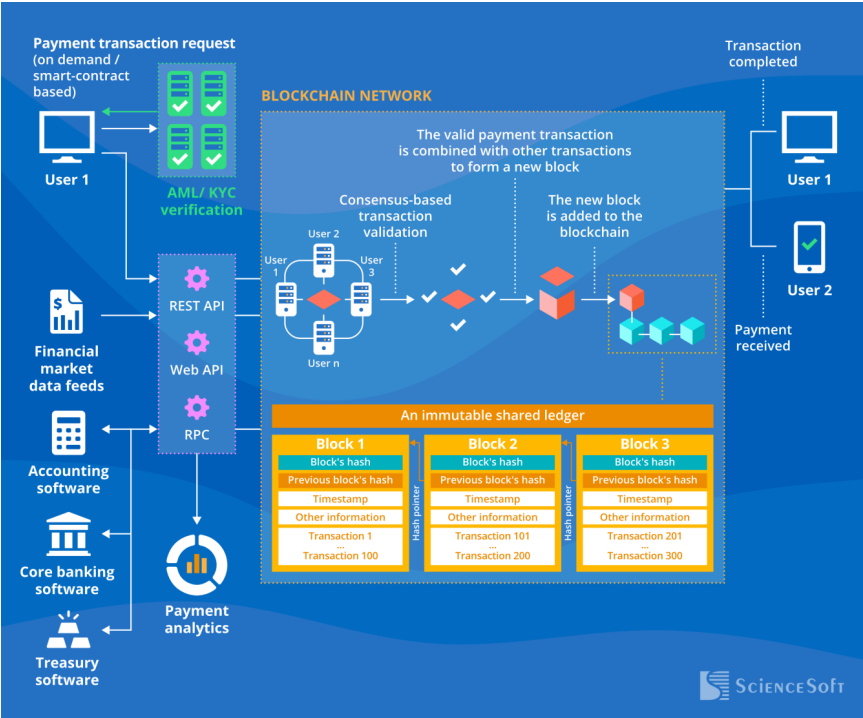 Payment transaction request
(on demand /
smart-contract
based)
User 1
AML/ KYC
verification
BLOCKCHAIN NETWORK
The valid payment transaction
is combined with other transactions
to form a new block
Consensus-based
transaction
validation
The new block
is added to the
blockchain
Transaction
completed
User 1
User 2
Payment
received
User 2
User
1
User
3
User n
REST API
Web API
RPC
Financial
market
data feeds
Accounting
software
Core banking
software
Treasury
software
Payment
analytics
An immutable shared ledger
Block 1
Block's hash
Previous block's hash
Timestamp
Other information
Transaction 1
...
Transaction 100
Hash pointer
Block 2
Block's hash
Previous block's hash
Timestamp
Other information
Transaction 101
...
Transaction 200
Hash pointer
Block 3
Block's hash
Previous block's hash
Timestamp
Other information
Transaction 201
...
Transaction 300
ScienceSoft